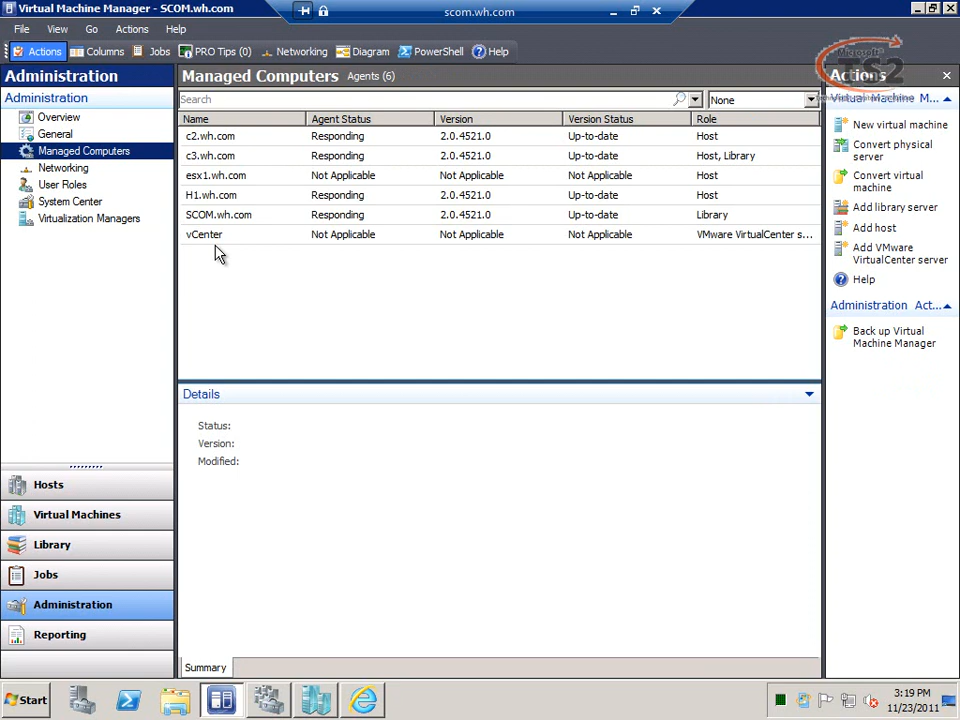 Virtual Machine Manager - SCOM.wh.com
scom.wh.com
File View Go Actions Help
Actions Columns Jobs PRO Tips (0) Networking Diagram PowerShell Help
Administration
Administration
Overview
General
Managed Computers
Networking
User Roles
System Center
Virtualization Managers
Hosts
Virtual Machines
Library
Jobs
Administration
Reporting
Managed Computers Agents (6)
Search
None
Name Agent Status Version Version Status Role
c2.wh.com Responding 2.0.4521.0 Up-to-date Host
c3.wh.com Responding 2.0.4521.0 Up-to-date Host, Library
esx1.wh.com Not Applicable Not Applicable Not Applicable Host
H1.wh.com Responding 2.0.4521.0 Up-to-date Host
SCOM.wh.com Responding 2.0.4521.0 Up-to-date Library
vCenter Not Applicable Not Applicable Not Applicable VMware VirtualCenter s...
Details
Status:
Version:
Modified:
Summary
Microsoft
TS2
Actions
Virtual Machine M...
New virtual machine
Convert physical
server
Convert virtual
machine
Add library server
Add host
Add VMware
VirtualCenter server
Help
Administration Act...
Back up Virtual
Machine Manager
Start
3:19 PM
11/23/2011